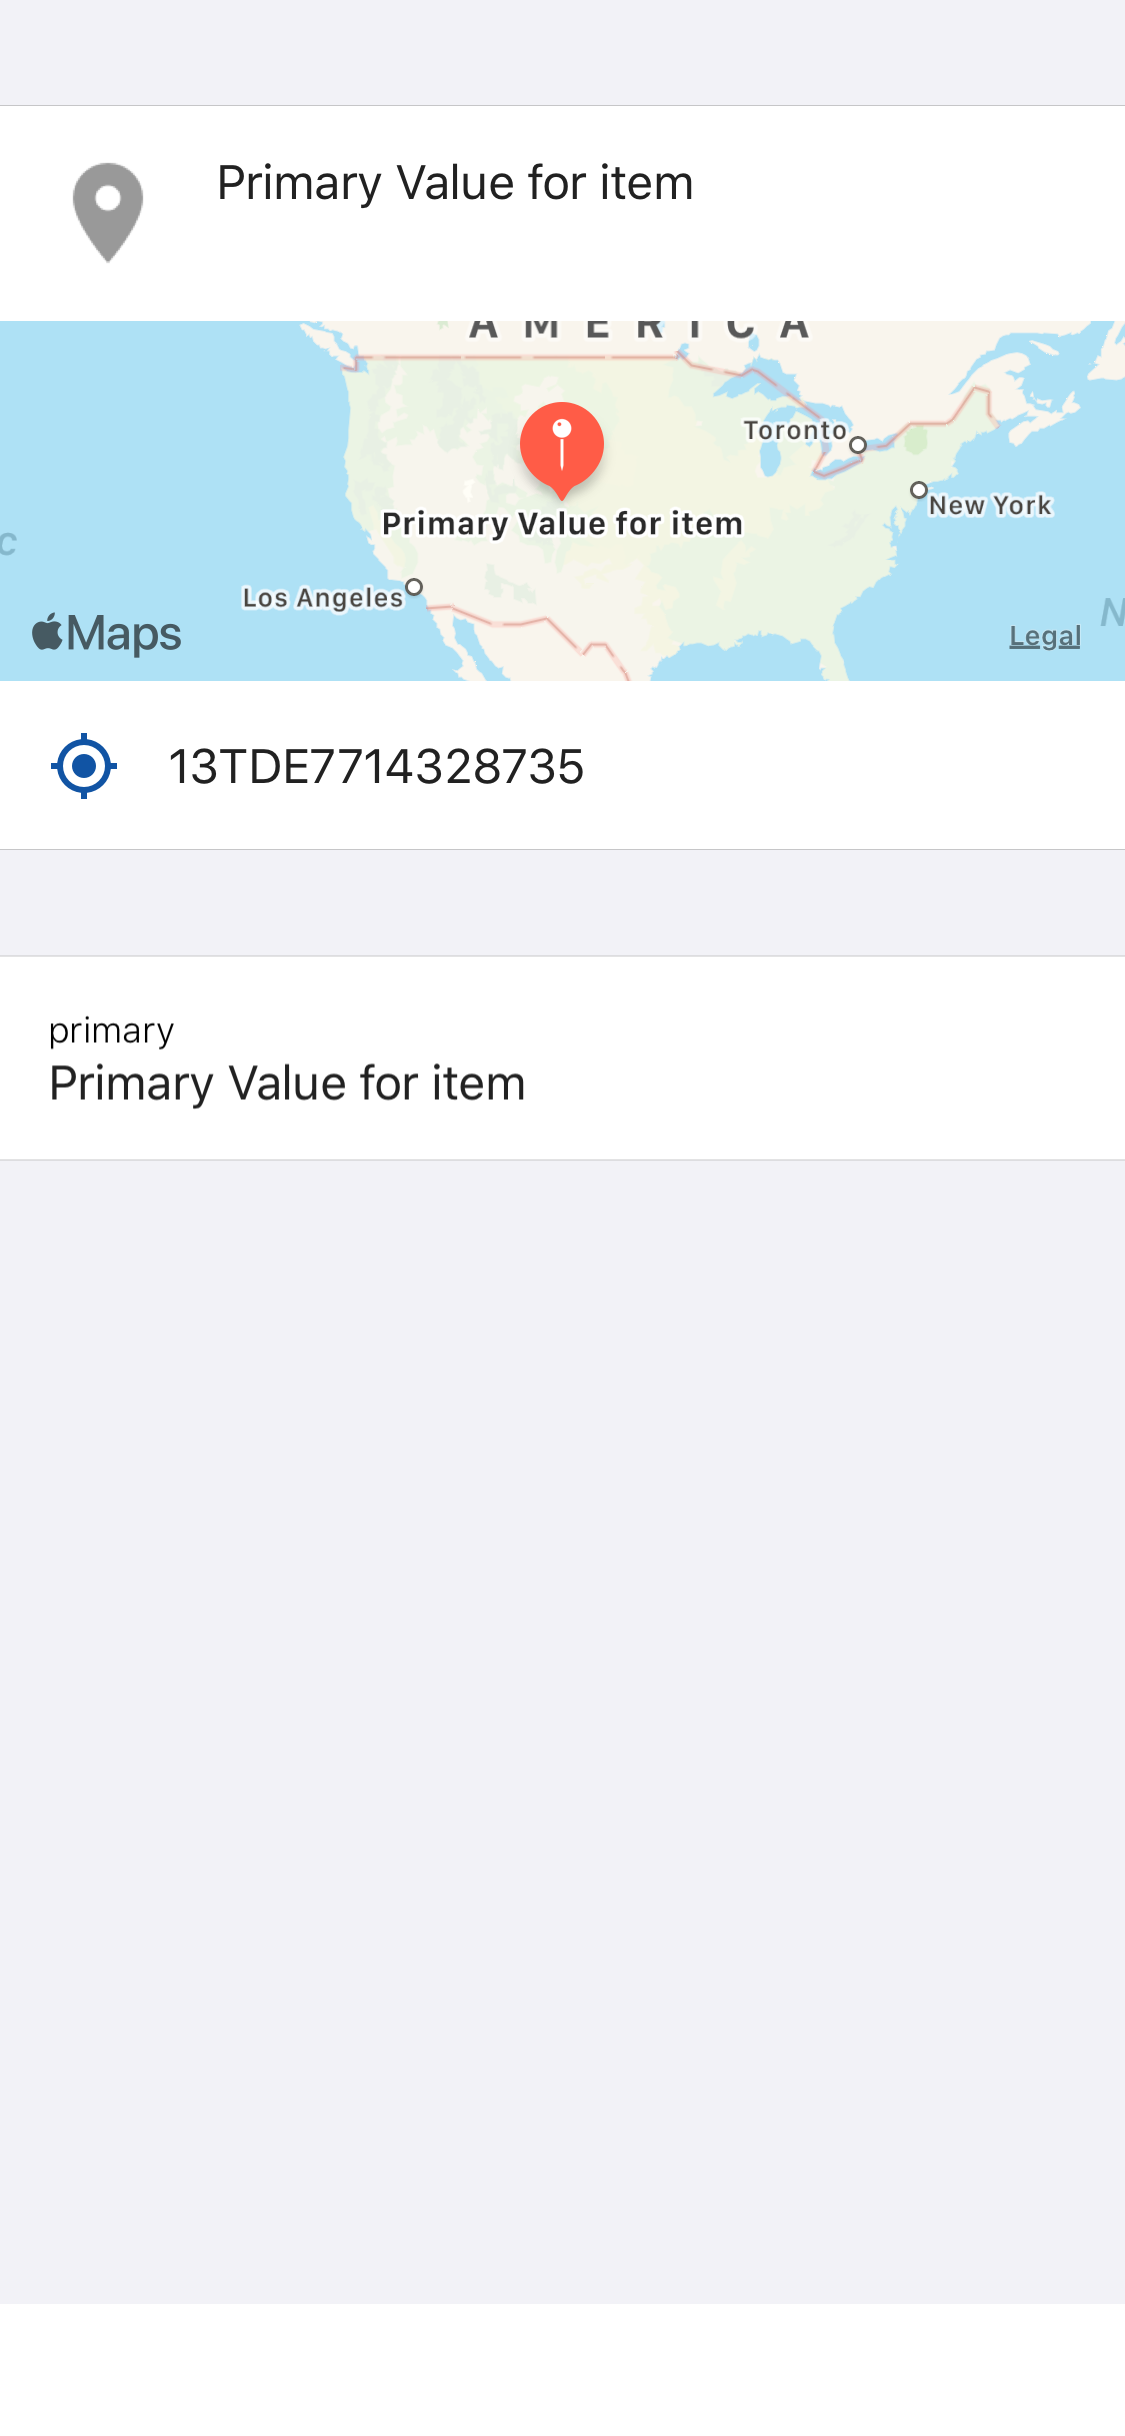 Primary Value for item
AMERICA
Toronto
New York
Primary Value for item
Los Angeles
Maps
Legal
13TDE7714328735
primary
Primary Value for item